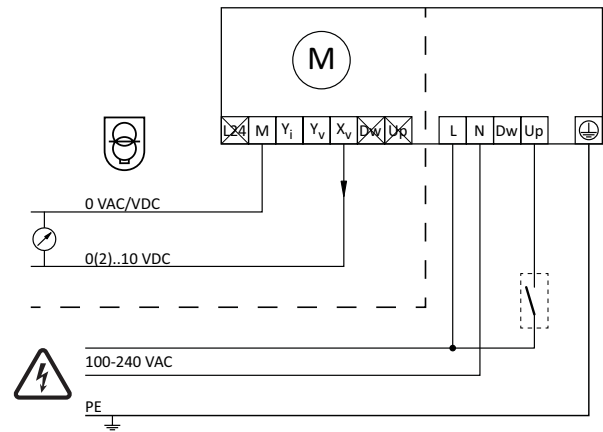 M
L24 M Yi Yv Xv Dw Up L N Dw Up
0 VAC/VDC
0(2)..10 VDC
100-240 VAC
PE